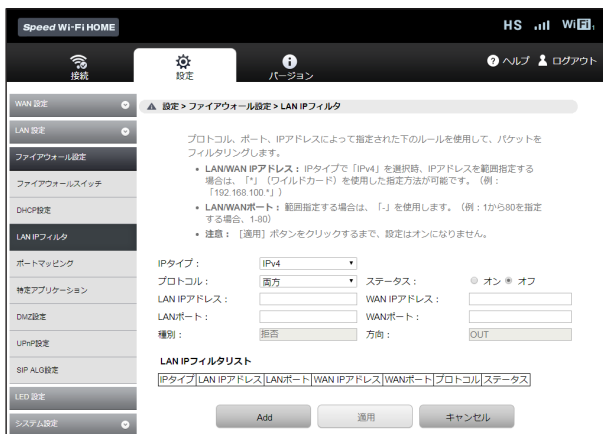 Speed Wi-Fi HOME
HS WiFi 1
接続
設定
バージョン
ヘルプ ログアウト
WAN 設定
LAN 設定
ファイアウォール設定
ファイアウォールスイッチ
DHCP設定
LAN IPフィルタ
ポートマッピング
特定アプリケーション
DMZ設定
UPnP設定
SIP ALG設定
LED 設定
システム設定
設定 > ファイアウォール設定 > LAN IPフィルタ
プロトコル、ポート、IPアドレスによって指定された下のルールを使用して、パケットを
フィルタリングします。
• LAN/WAN IPアドレス： IPタイプで「IPv4」を選択時、IPアドレスを範囲指定する
場合は、「*」（ワイルドカード）を使用した指定方法が可能です。（例：
「192.168.100.*」）
• LAN/WANポート： 範囲指定する場合は、「-」を使用します。（例：1から80を指定
する場合、1-80）
• 注意： ［適用］ボタンをクリックするまで、設定はオンになりません。
IPタイプ： IPv4
プロトコル： 両方 ステータス： オン オフ
LAN IPアドレス： WAN IPアドレス：
LANポート： WANポート：
種別： 拒否 方向： OUT
LAN IPフィルタリスト
IPタイプ LAN IPアドレス LANポート WAN IPアドレス WANポート プロトコル ステータス
Add 適用 キャンセル